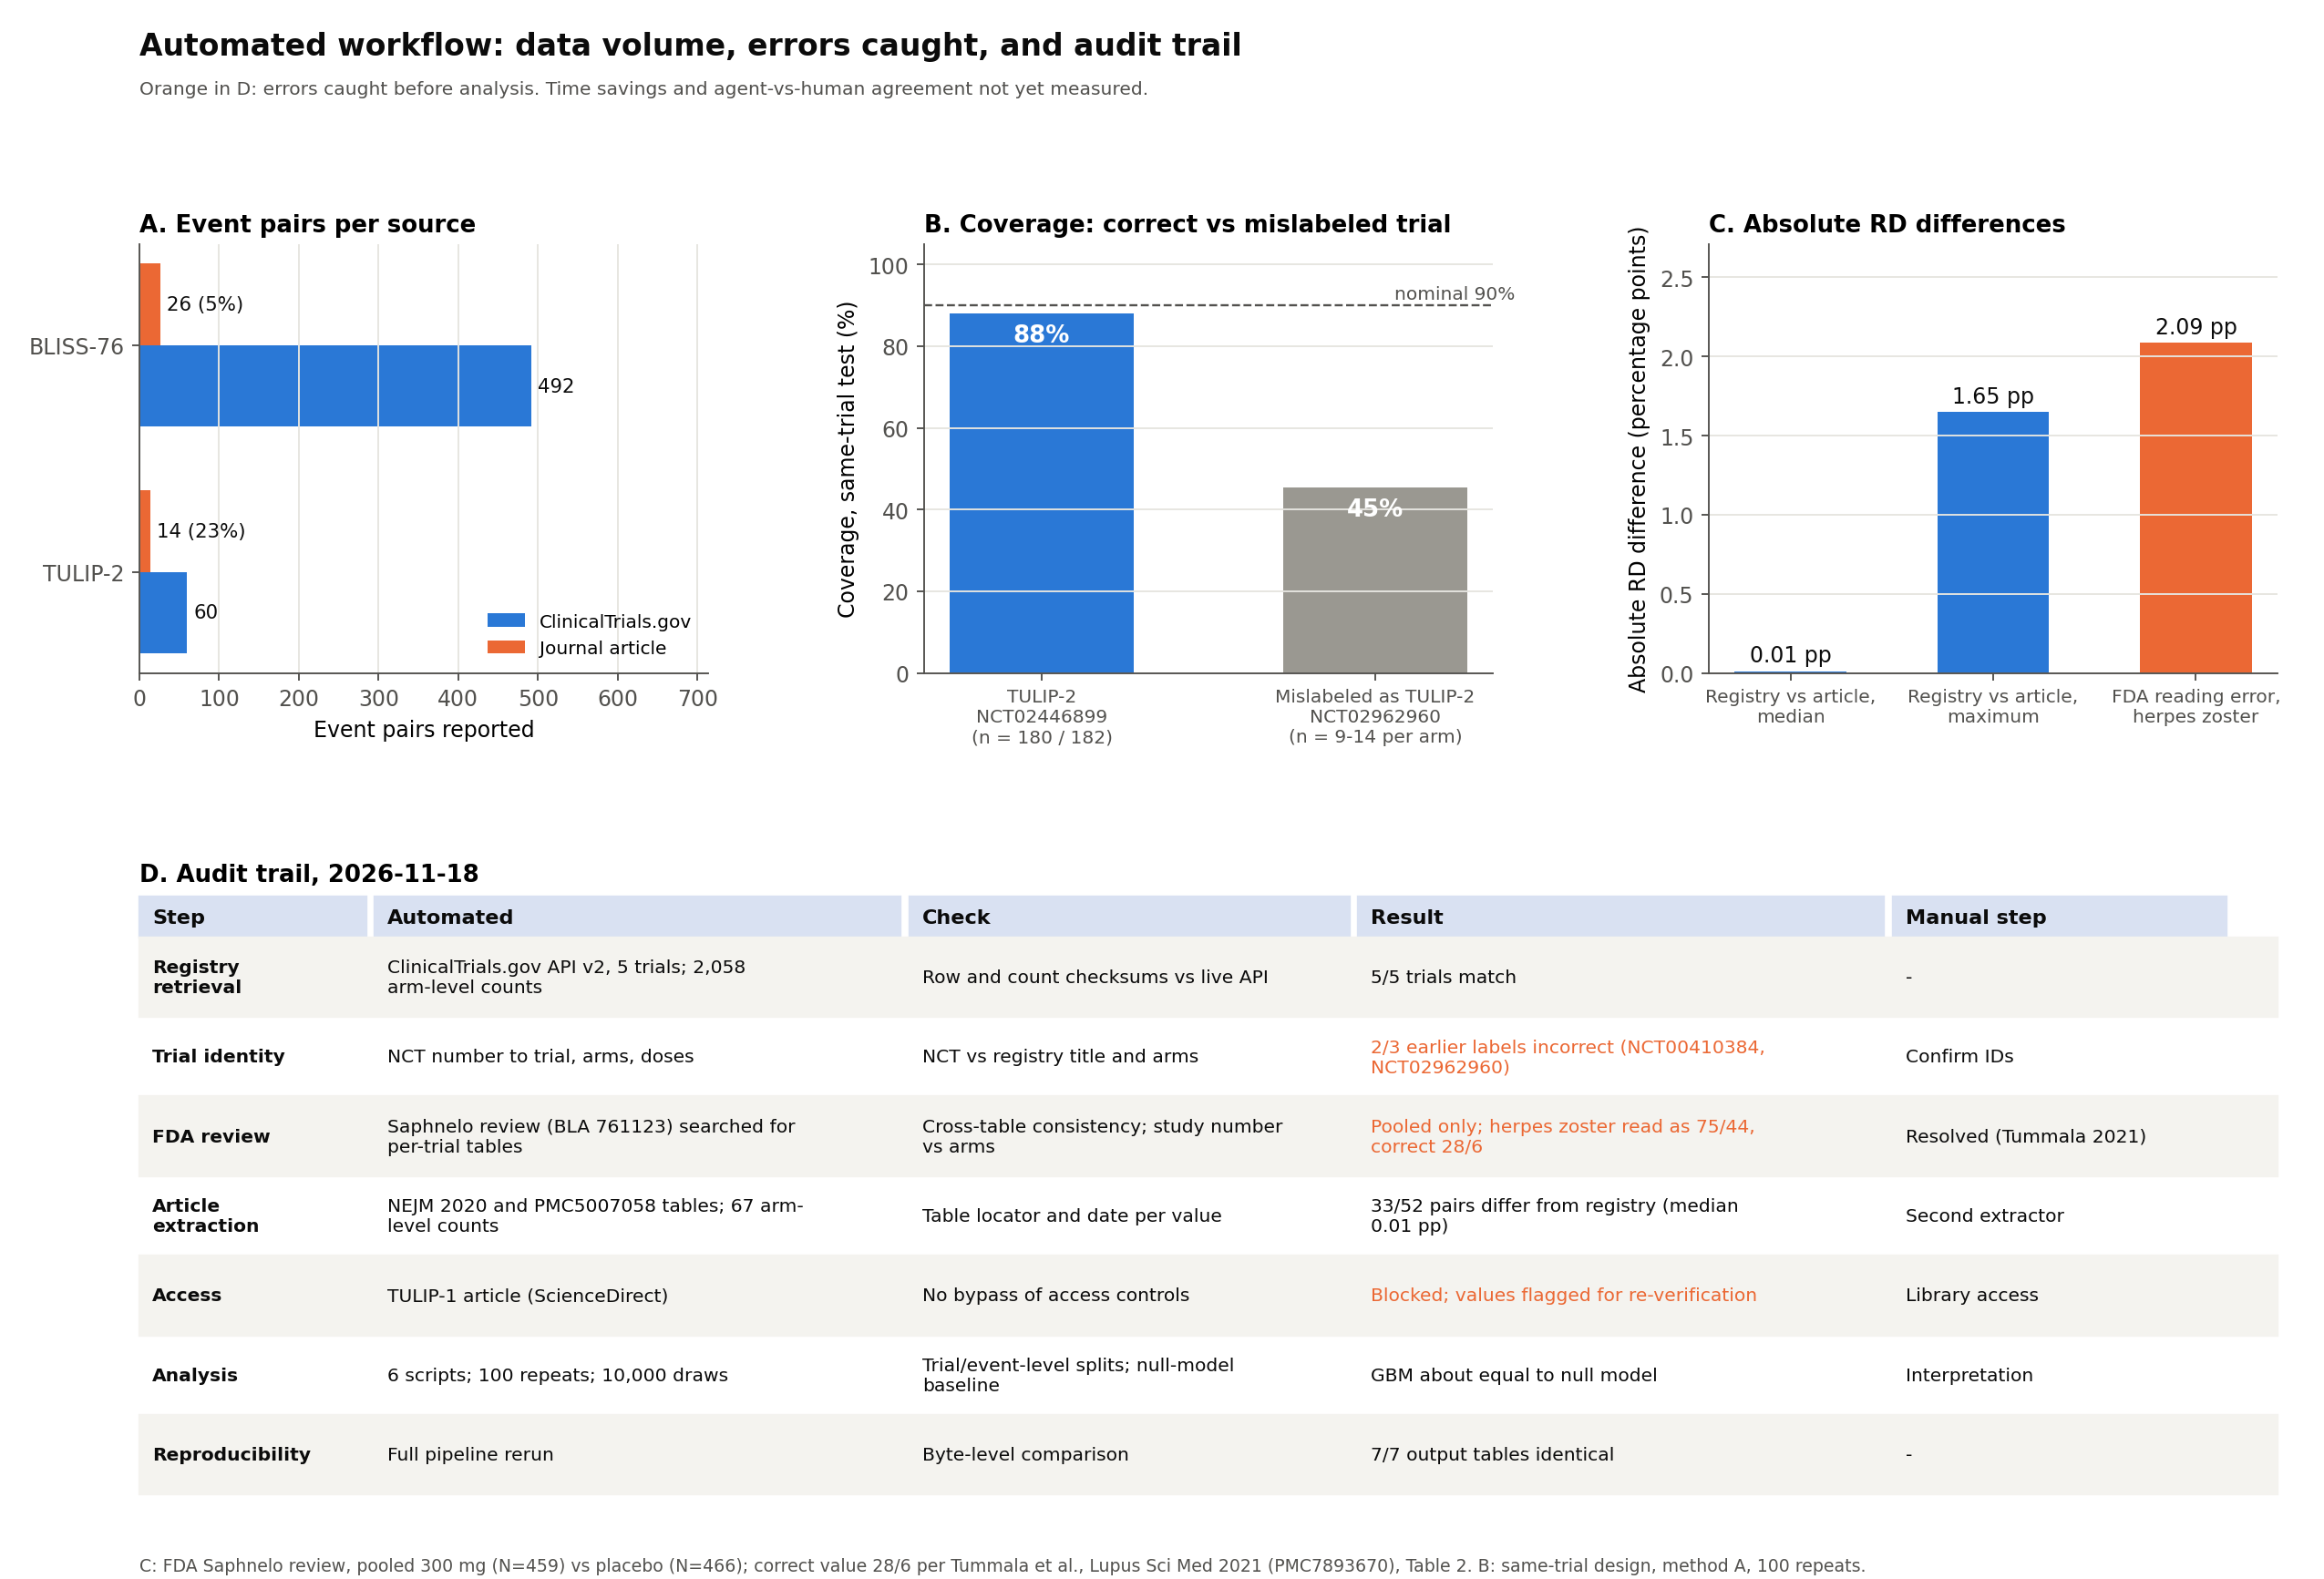 Automated workflow: data volume, errors caught, and audit trail
Orange in D: errors caught before analysis. Time savings and agent-vs-human agreement not yet measured.
A. Event pairs per source
26 (5%)
BLISS-76
492
14 (23%)
TULIP-2
60
ClinicalTrials.gov
Journal article
0 100 200 300 400 500 600 700
Event pairs reported
B. Coverage: correct vs mislabeled trial
Coverage, same-trial test (%)
100
80
60
40
20
0
nominal 90%
88%
45%
TULIP-2
NCT02446899
(n = 180 / 182)
Mislabeled as TULIP-2
NCT02962960
(n = 9-14 per arm)
C. Absolute RD differences
Absolute RD difference (percentage points)
2.5
2.0
1.5
1.0
0.5
0.0
0.01 pp
1.65 pp
2.09 pp
Registry vs article,
median
Registry vs article,
maximum
FDA reading error,
herpes zoster
D. Audit trail, 2026-11-18
Step Automated Check Result Manual step
Registry
retrieval
ClinicalTrials.gov API v2, 5 trials; 2,058
arm-level counts
Row and count checksums vs live API
5/5 trials match
-
Trial identity
NCT number to trial, arms, doses
NCT vs registry title and arms
2/3 earlier labels incorrect (NCT00410384,
NCT02962960)
Confirm IDs
FDA review
Saphnelo review (BLA 761123) searched for
per-trial tables
Cross-table consistency; study number
vs arms
Pooled only; herpes zoster read as 75/44,
correct 28/6
Resolved (Tummala 2021)
Article
extraction
NEJM 2020 and PMC5007058 tables; 67 arm-
level counts
Table locator and date per value
33/52 pairs differ from registry (median
0.01 pp)
Second extractor
Access
TULIP-1 article (ScienceDirect)
No bypass of access controls
Blocked; values flagged for re-verification
Library access
Analysis
6 scripts; 100 repeats; 10,000 draws
Trial/event-level splits; null-model
baseline
GBM about equal to null model
Interpretation
Reproducibility
Full pipeline rerun
Byte-level comparison
7/7 output tables identical
-
C: FDA Saphnelo review, pooled 300 mg (N=459) vs placebo (N=466); correct value 28/6 per Tummala et al., Lupus Sci Med 2021 (PMC7893670), Table 2. B: same-trial design, method A, 100 repeats.